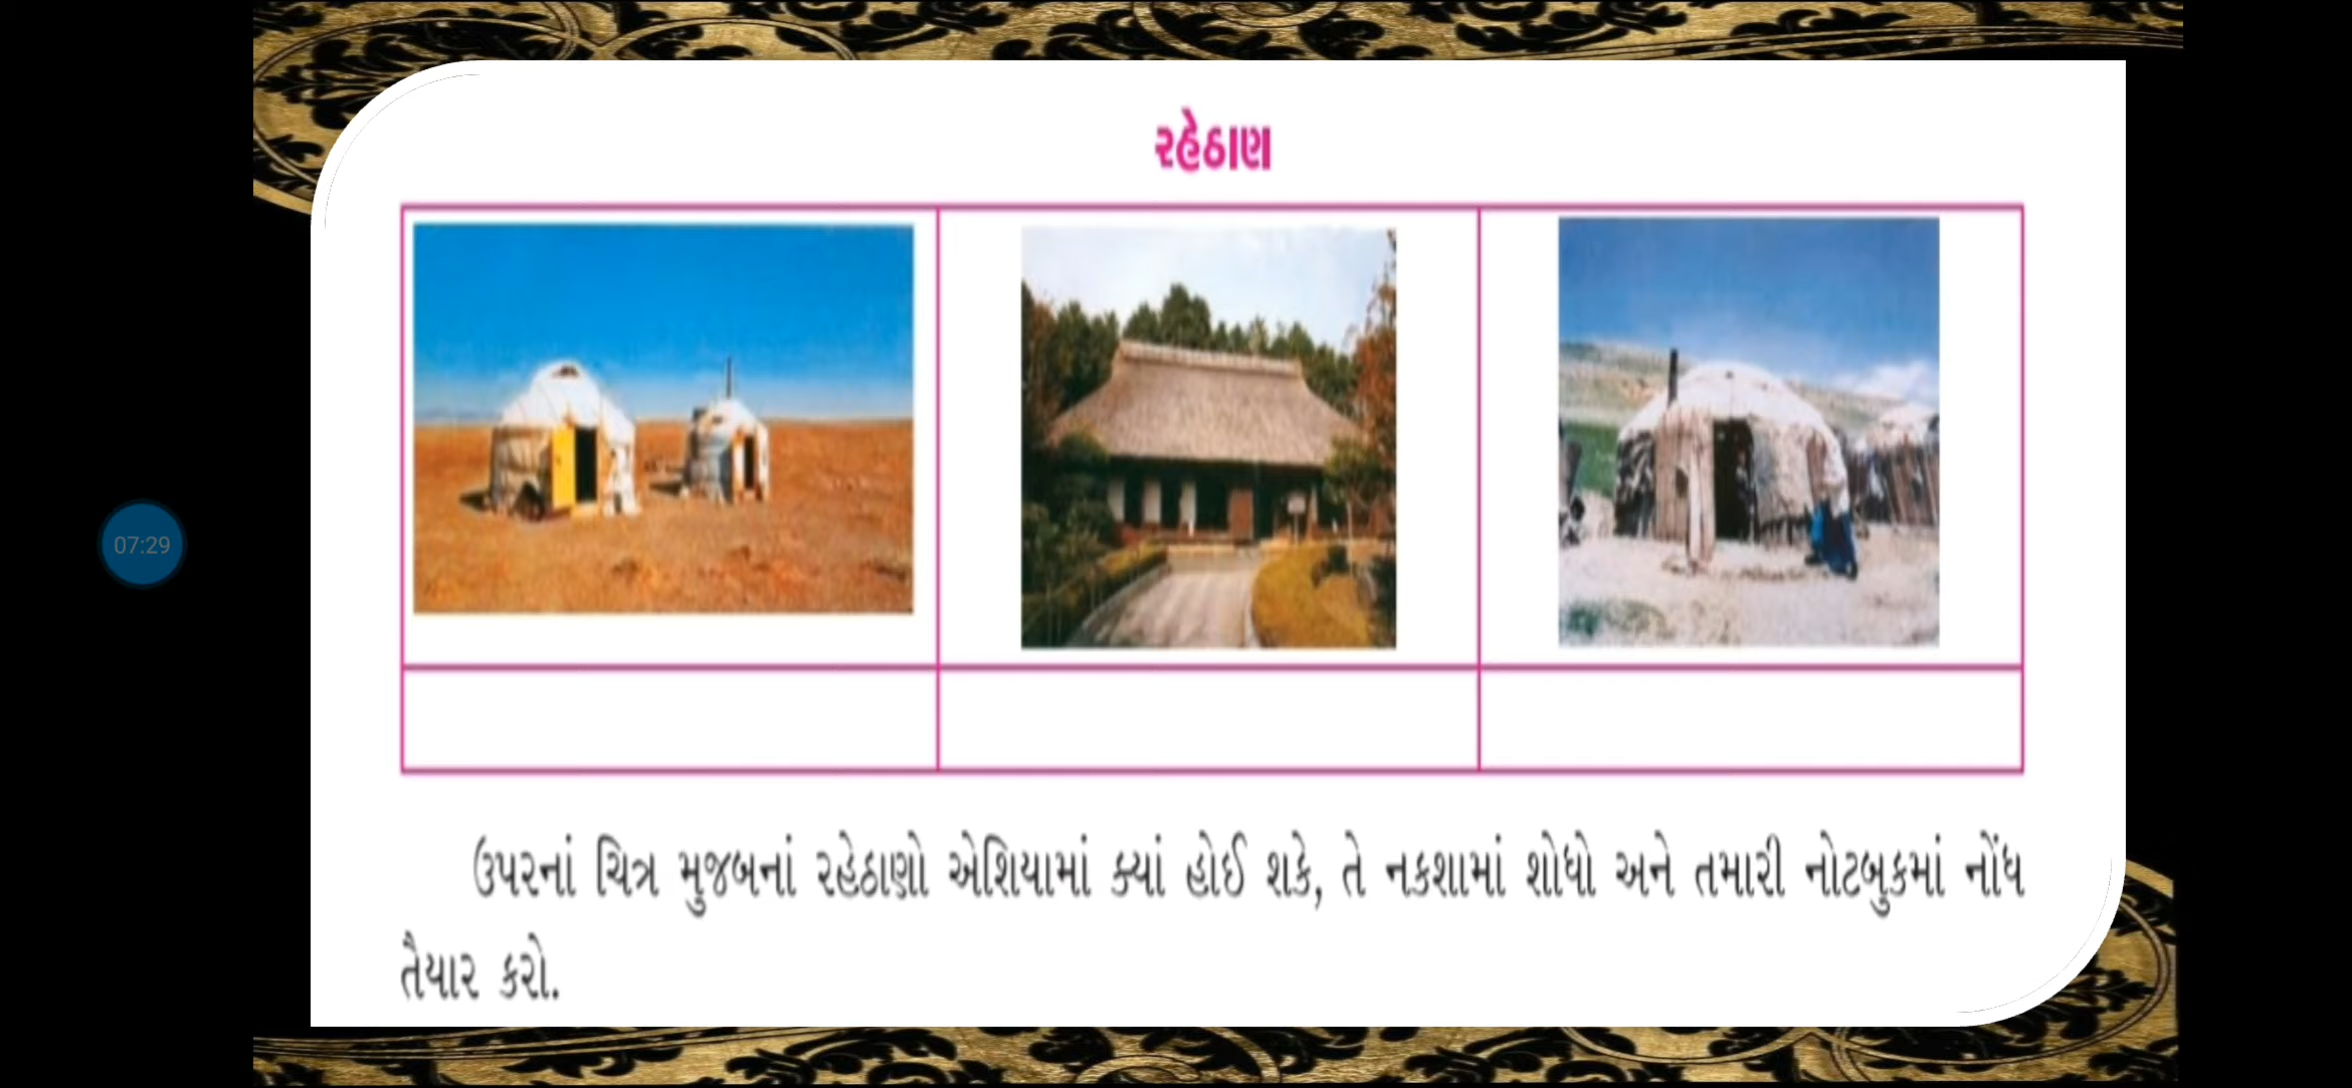 રહેઠાણ
07:29
ઉપરનાં ચિત્ર મુજબનાં રહેઠાણો એશિયામાં ક્યાં હોઈ શકે, તે નકશામાં શોધો અને તમારી નોટબુકમાં નોંધ
તૈયાર કરો.